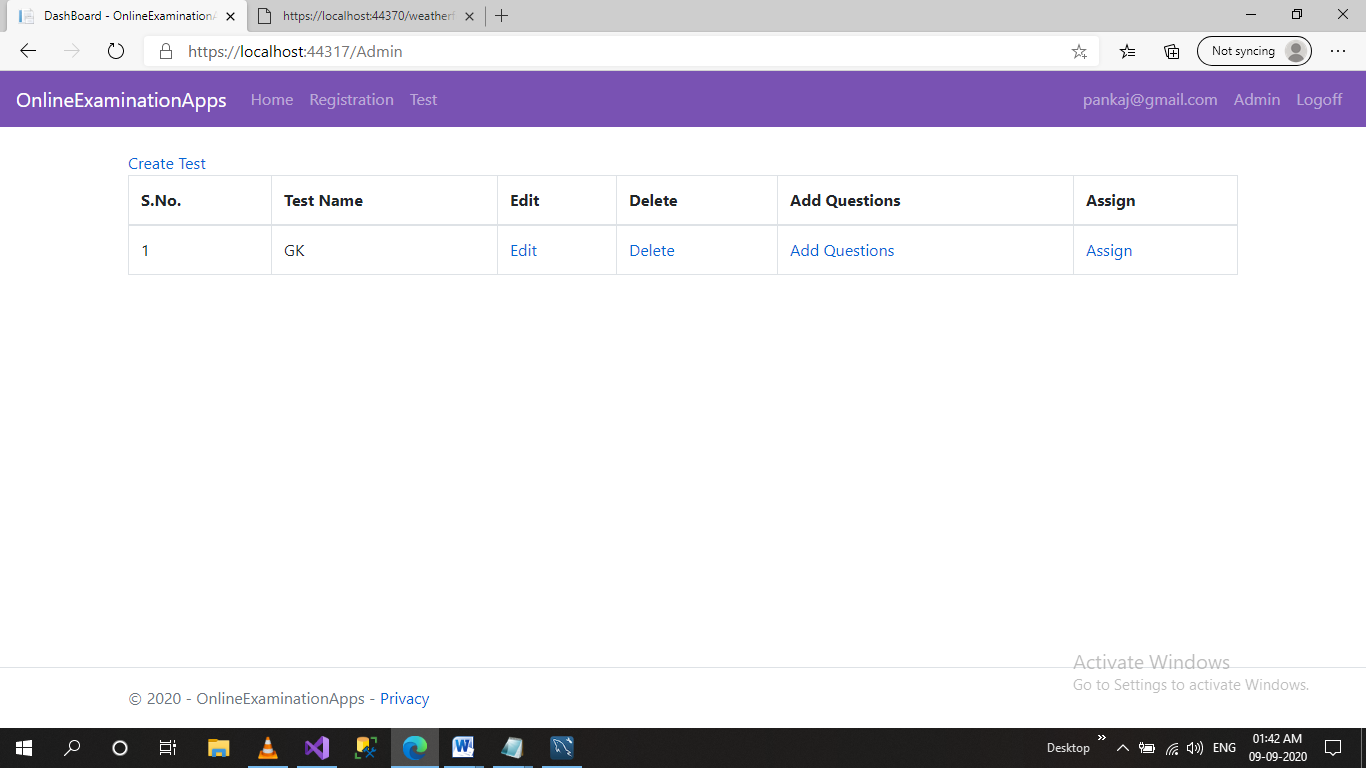 DashBoard - OnlineExamination
https://localhost:44370/weatherf
https://localhost:44317/Admin
Not syncing
OnlineExaminationApps Home Registration Test pankaj@gmail.com Admin Logoff
Create Test
S.No. Test Name Edit Delete Add Questions Assign
1 GK Edit Delete Add Questions Assign
Activate Windows
Go to Settings to activate Windows.
© 2020 - OnlineExaminationApps - Privacy
Desktop » ENG 01:42 AM
09-09-2020